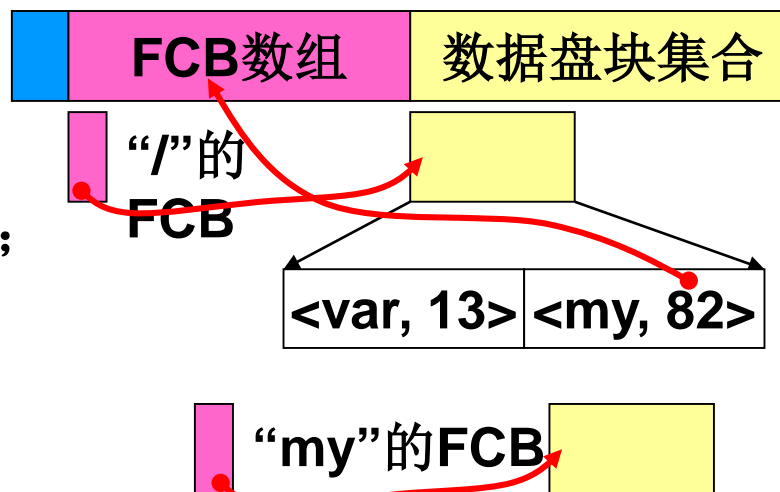 FCB数组 数据盘块集合
“/”的
FCB
;
<var, 13> <my, 82>
“my”的FCB